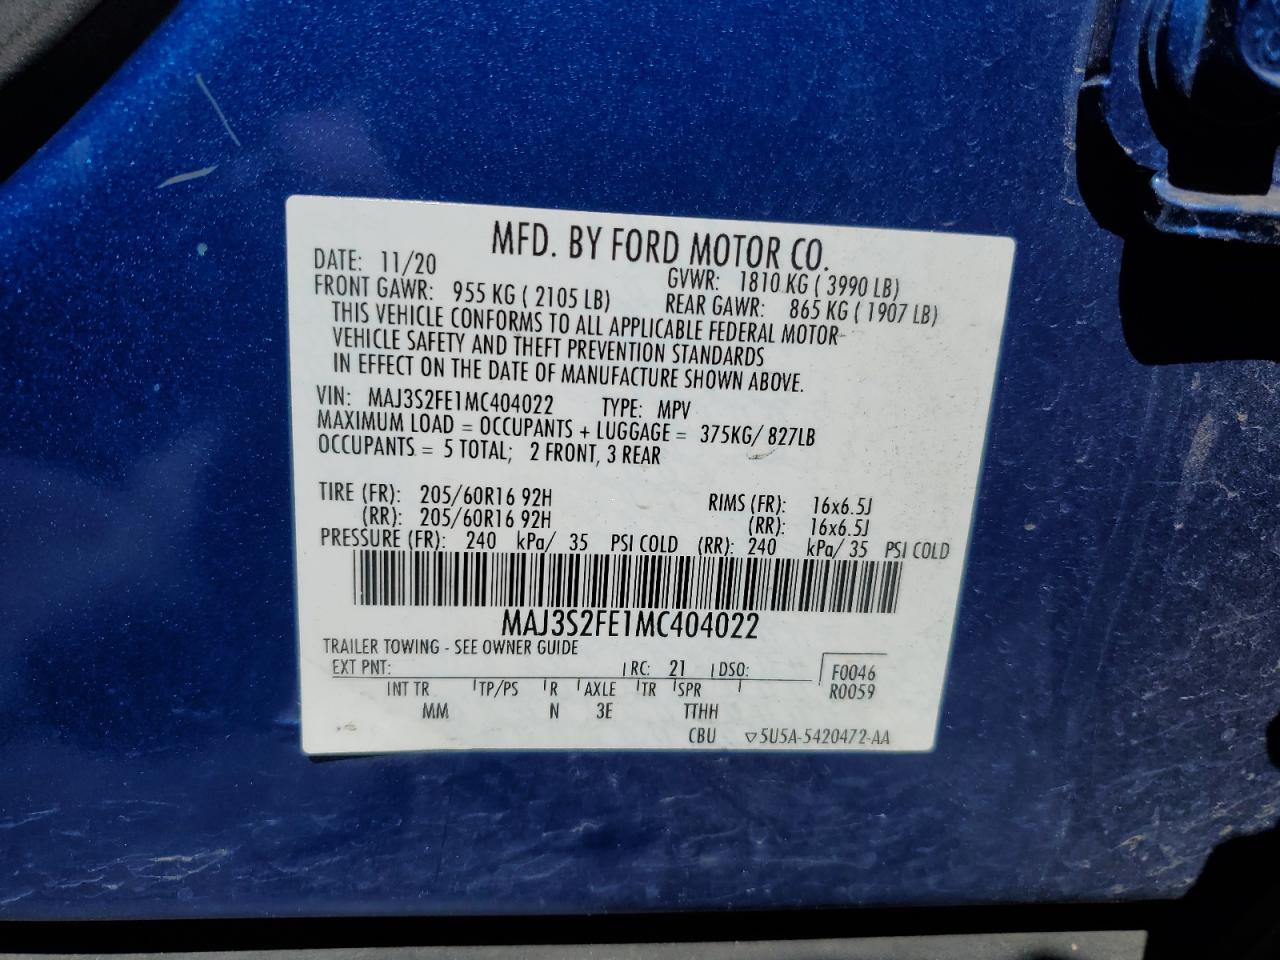 MFD. BY FORD MOTOR CO.
DATE: 11/20 GVWR: 1810 KG ( 3990 LB)
FRONT GAWR: 955 KG ( 2105 LB) REAR GAWR: 865 KG ( 1907 LB)
THIS VEHICLE CONFORMS TO ALL APPLICABLE FEDERAL MOTOR
VEHICLE SAFETY AND THEFT PREVENTION STANDARDS
IN EFFECT ON THE DATE OF MANUFACTURE SHOWN ABOVE.
VIN: MAJ3S2FE1MC404022 TYPE: MPV
MAXIMUM LOAD = OCCUPANTS + LUGGAGE = 375KG/ 827LB
OCCUPANTS = 5 TOTAL; 2 FRONT, 3 REAR
TIRE (FR): 205/60R16 92H RIMS (FR): 16x6.5J
(RR): 205/60R16 92H (RR): 16x6.5J
PRESSURE (FR): 240 kPa/ 35 PSI COLD (RR): 240 kPa/ 35 PSI COLD
MAJ3S2FE1MC404022
TRAILER TOWING - SEE OWNER GUIDE
EXT PNT: RC: 21 DSO: F0046
R0059
INT TR TP/PS R AXLE TR SPR
MM N 3E TTHH
CBU ▽5U5A-5420472-AA